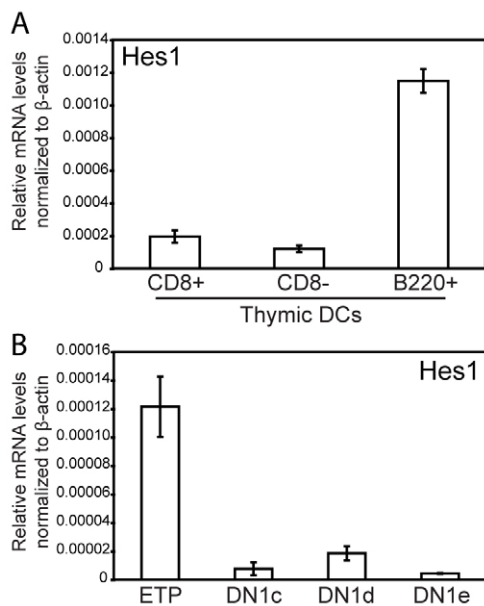 A
Hes1
Relative mRNA levels
normalized to β-actin
0.0014
0.0012
0.0010
0.0008
0.0006
0.0004
0.0002
0
CD8+ CD8- B220+
Thymic DCs
B
Hes1
Relative mRNA levels
normalized to β-actin
0.00016
0.00014
0.00012
0.00010
0.00008
0.00006
0.00004
0.00002
0
ETP DN1c DN1d DN1e